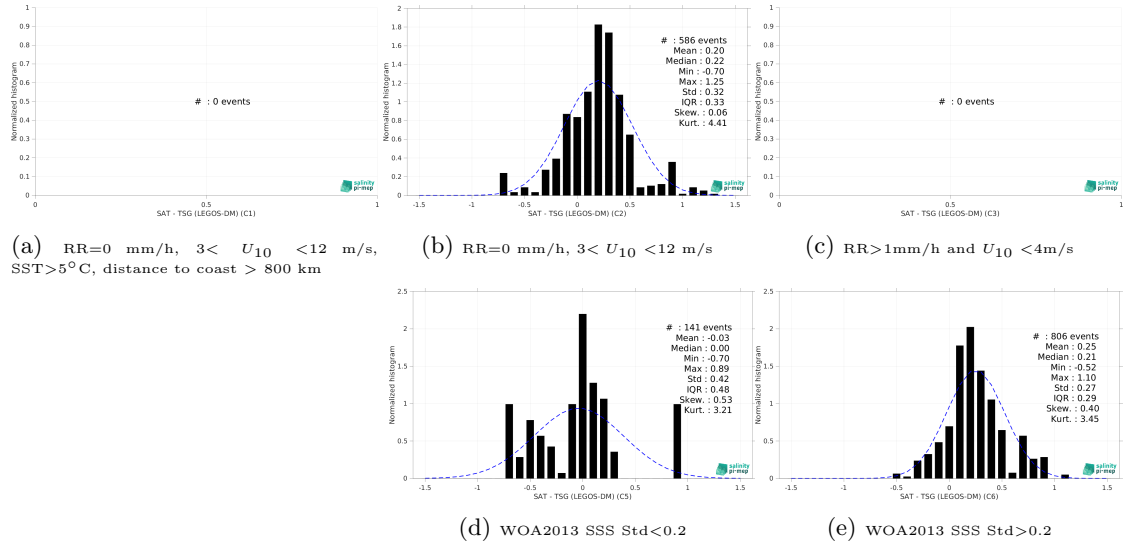 Normalized histogram
1
0.9
0.8
0.7
0.6
0.5
0.4
0.3
0.2
0.1
0
# : 0 events
salinity
pi-mep
0 0.5 1
SAT - TSG (LEGOS-DM) (C1)
(a) RR=0 mm/h, 3< U10 <12 m/s,
SST>5°C, distance to coast > 800 km
Normalized histogram
2
1.8
1.6
1.4
1.2
1
0.8
0.6
0.4
0.2
0
# : 586 events
Mean : 0.20
Median : 0.22
Min : -0.70
Max : 1.25
Std : 0.32
IQR : 0.33
Skew. : 0.06
Kurt. : 4.41
salinity
pi-mep
-1.5 -1 -0.5 0 0.5 1 1.5
SAT - TSG (LEGOS-DM) (C2)
(b) RR=0 mm/h, 3< U10 <12 m/s
Normalized histogram
1
0.9
0.8
0.7
0.6
0.5
0.4
0.3
0.2
0.1
0
# : 0 events
salinity
pi-mep
0 0.5 1
SAT - TSG (LEGOS-DM) (C3)
(c) RR>1mm/h and U10 <4m/s
Normalized histogram
2.5
2
1.5
1
0.5
0
# : 141 events
Mean : -0.03
Median : 0.00
Min : -0.70
Max : 0.89
Std : 0.42
IQR : 0.48
Skew. : 0.53
Kurt. : 3.21
salinity
pi-mep
-1.5 -1 -0.5 0 0.5 1 1.5
SAT - TSG (LEGOS-DM) (C5)
(d) WOA2013 SSS Std<0.2
Normalized histogram
2.5
2
1.5
1
0.5
0
# : 806 events
Mean : 0.25
Median : 0.21
Min : -0.52
Max : 1.10
Std : 0.27
IQR : 0.29
Skew. : 0.40
Kurt. : 3.45
salinity
pi-mep
-1.5 -1 -0.5 0 0.5 1 1.5
SAT - TSG (LEGOS-DM) (C6)
(e) WOA2013 SSS Std>0.2